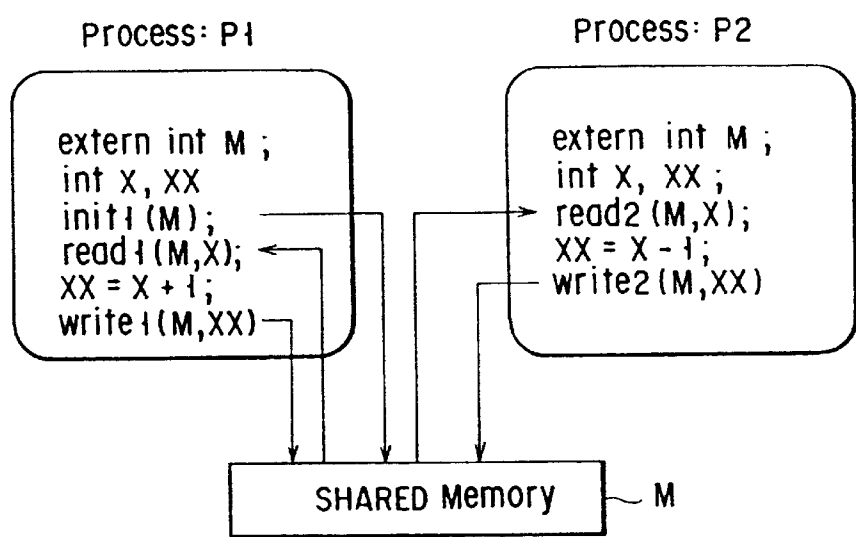 Process: P1
extern int M ;
int X, XX
init1(M);
read1(M,X);
XX = X + 1;
write1(M,XX)
Process: P2
extern int M ;
int X, XX ;
read2(M,X);
XX = X - 1;
write2(M,XX)
SHARED Memory
M